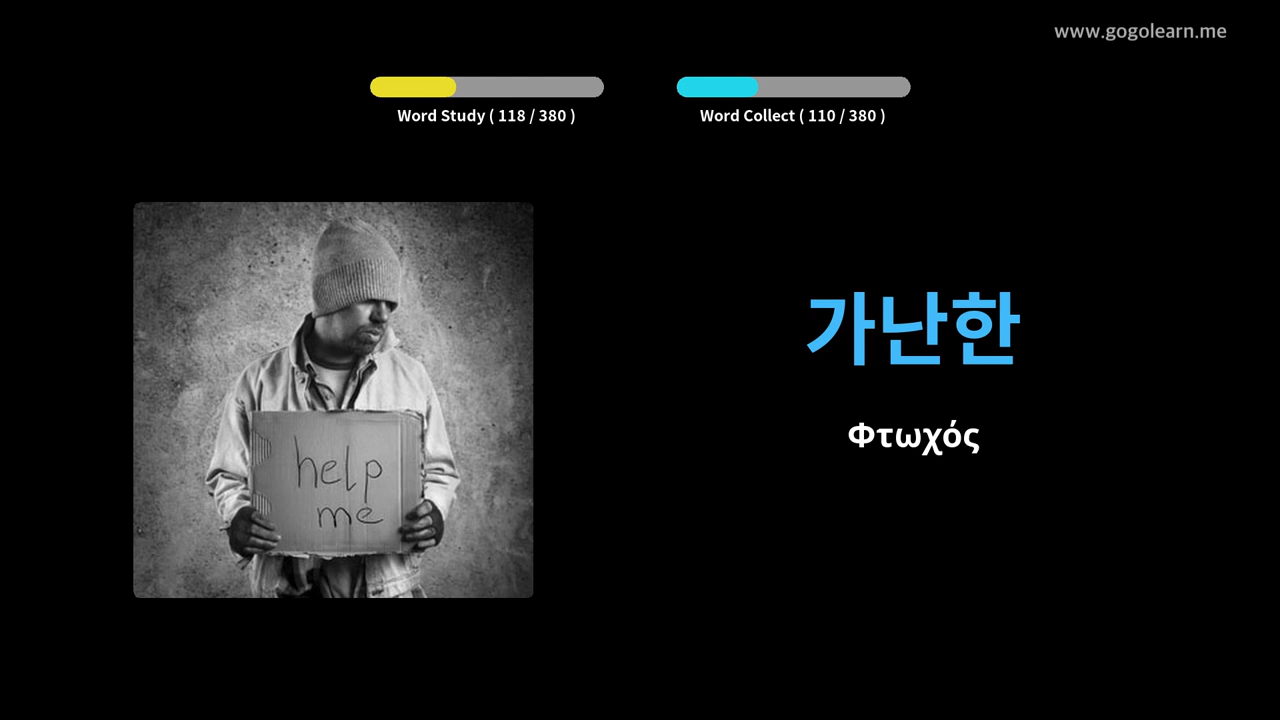 www.gogolearn.me
Word Study ( 118 / 380 )
Word Collect ( 110 / 380 )
help
me
가난한
Φτωχός